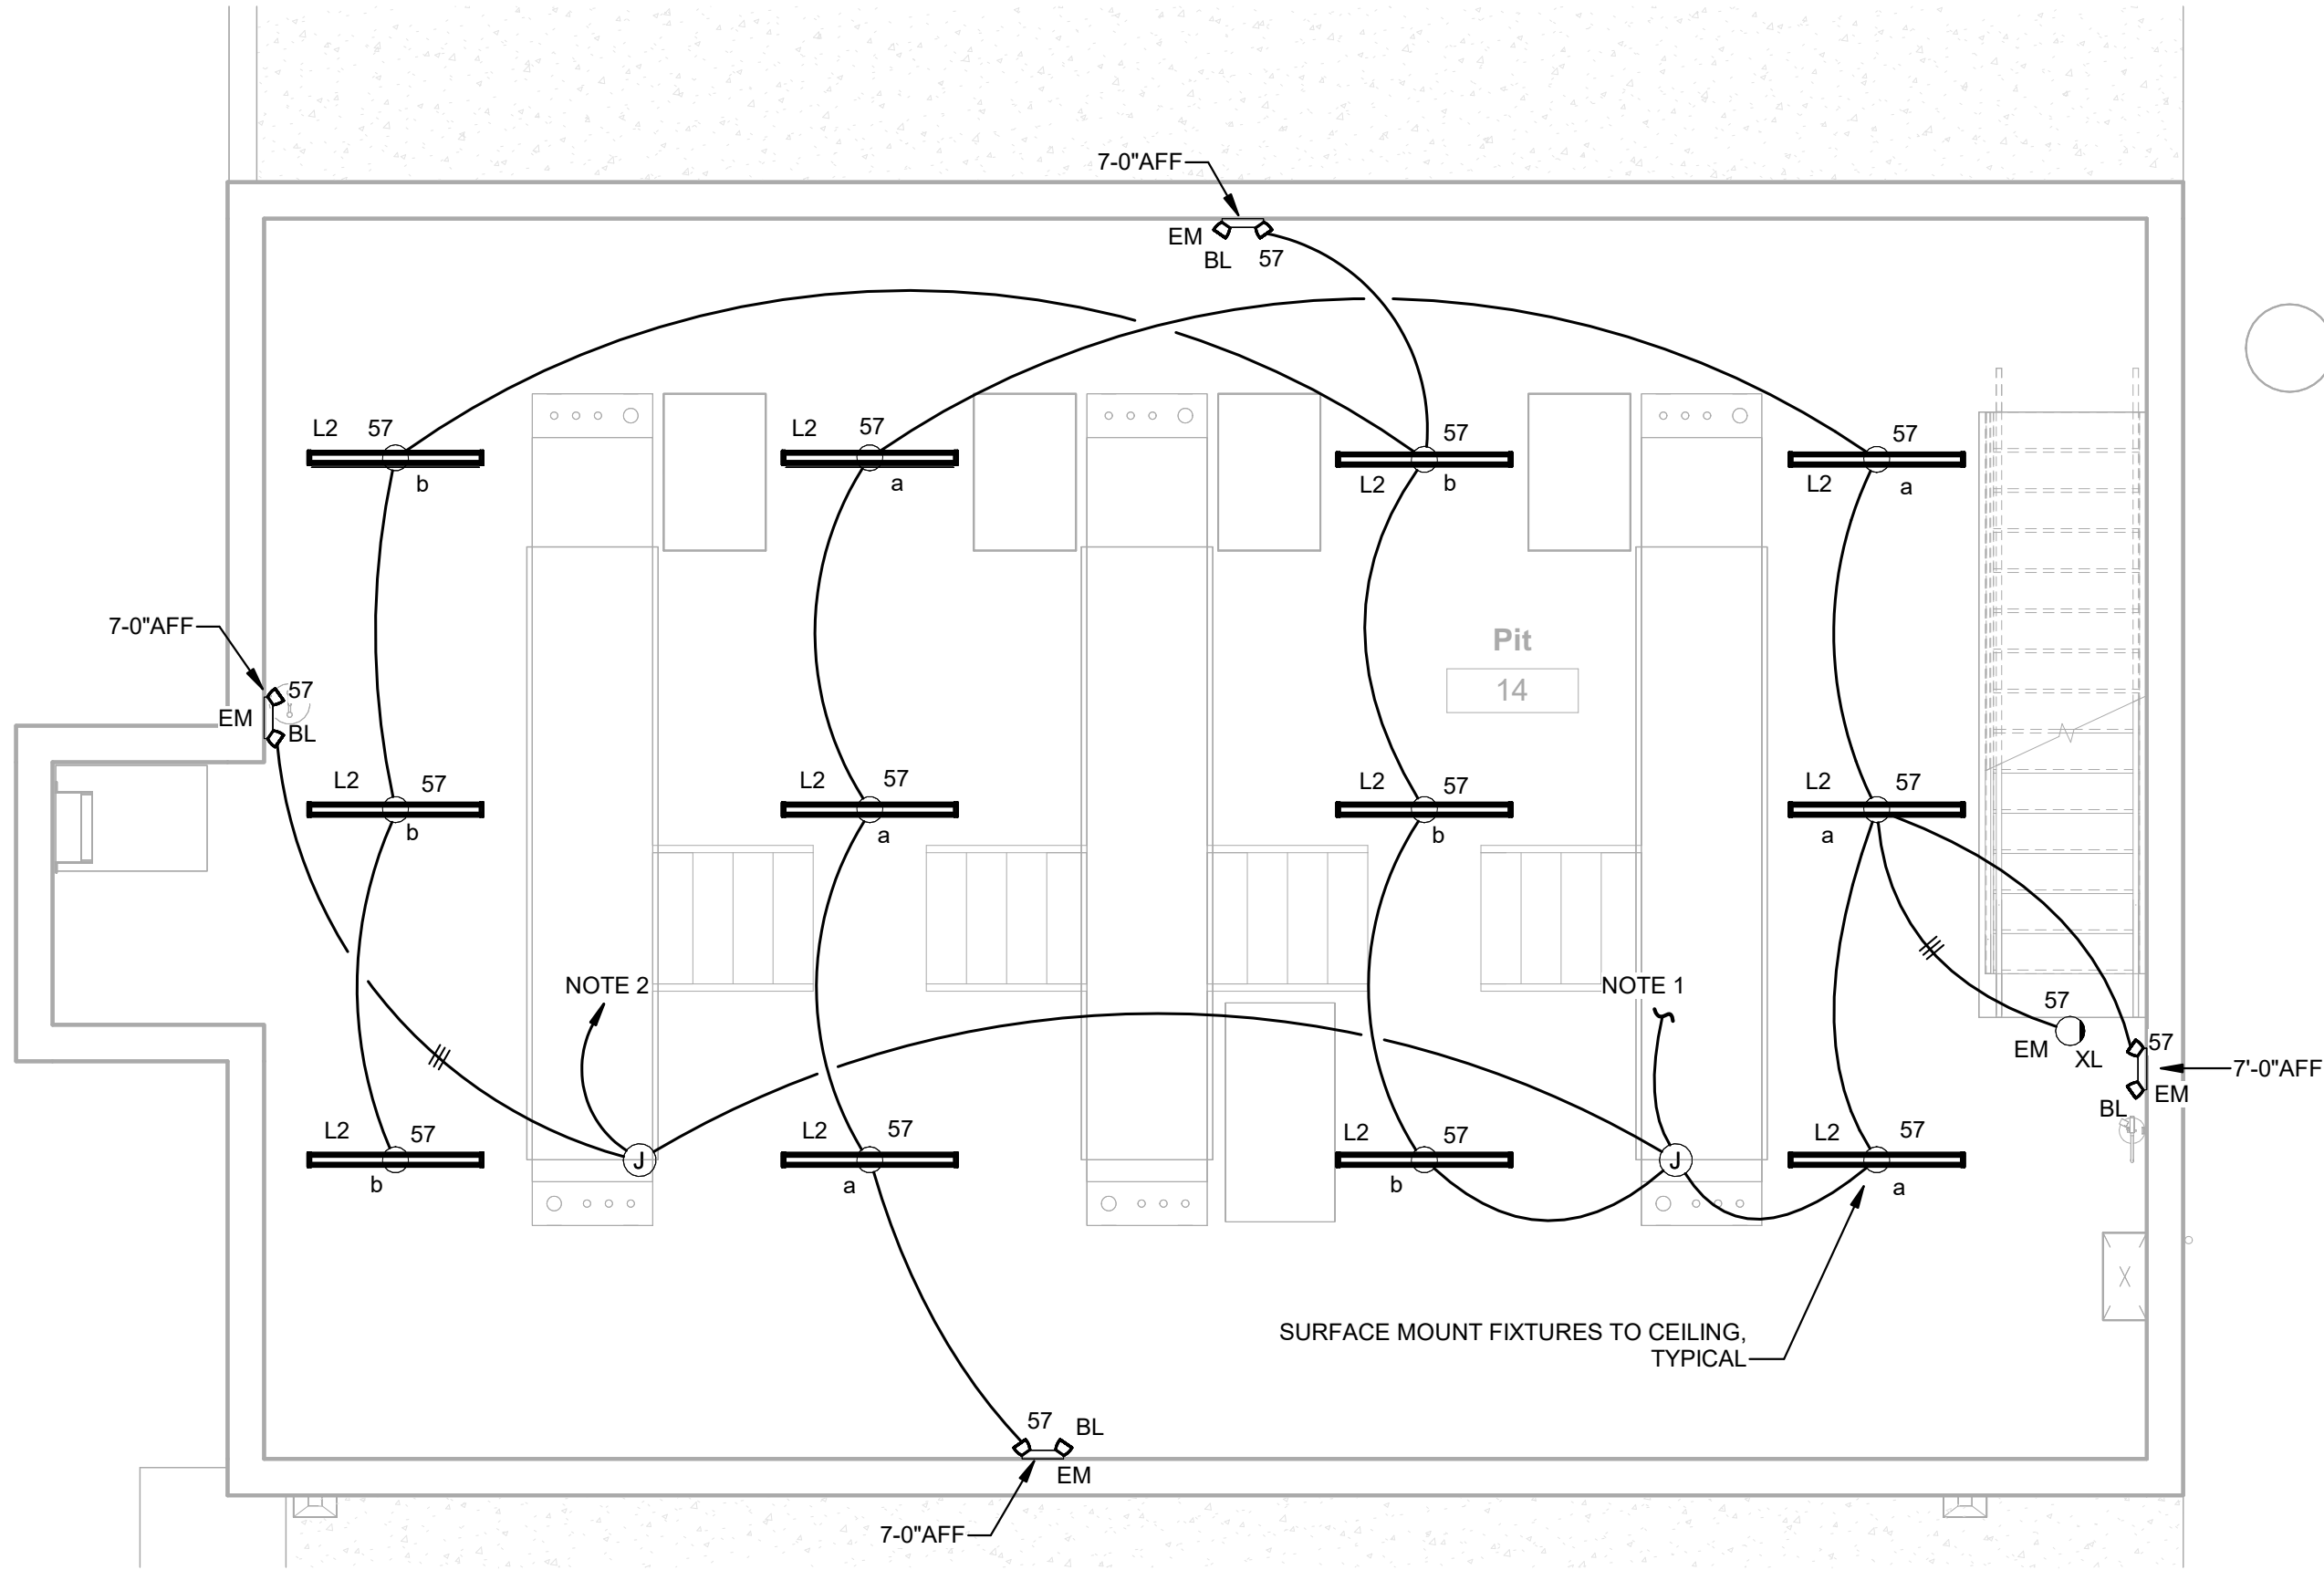 7-0"AFF
EM
BL
57
L2
57
b
L2
57
a
57
L2
b
57
L2
a
Pit
14
7-0"AFF
57
EM
BL
L2
57
b
L2
57
a
L2
57
b
L2
57
a
NOTE 2
NOTE 1
57
EM
XL
57
7'-0"AFF
EM
BL
L2
57
b
J
L2
57
a
L2
57
b
J
L2
57
a
SURFACE MOUNT FIXTURES TO CEILING,
TYPICAL
57
BL
EM
7-0"AFF